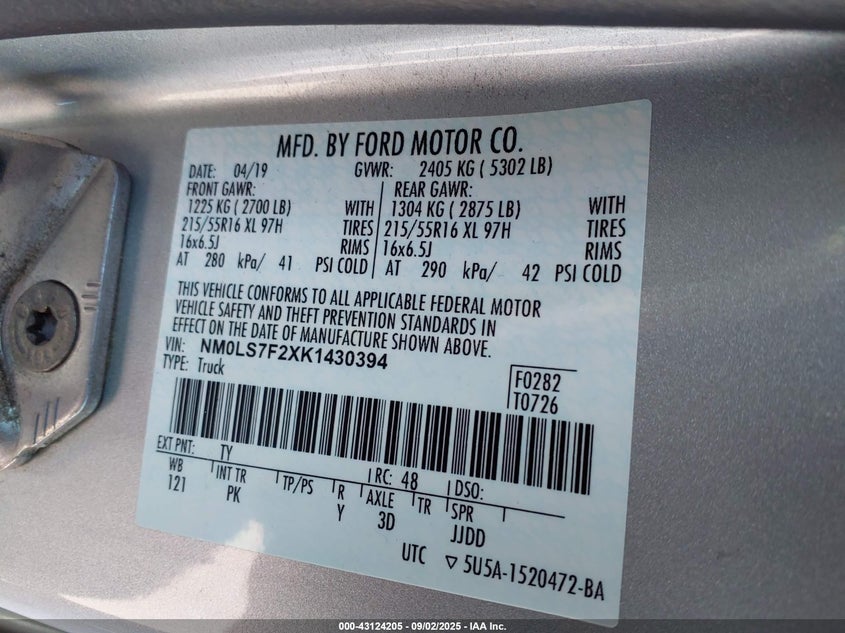 MFD. BY FORD MOTOR CO.
DATE: 04/19 GVWR: 2405 KG ( 5302 LB)
FRONT GAWR: REAR GAWR:
1225 KG ( 2700 LB) WITH 1304 KG ( 2875 LB) WITH
215/55R16 XL 97H TIRES 215/55R16 XL 97H TIRES
16x6.5J RIMS 16x6.5J RIMS
AT 280 kPa/ 41 PSI COLD AT 290 kPa/ 42 PSI COLD
THIS VEHICLE CONFORMS TO ALL APPLICABLE FEDERAL MOTOR
VEHICLE SAFETY AND THEFT PREVENTION STANDARDS IN
EFFECT ON THE DATE OF MANUFACTURE SHOWN ABOVE.
VIN: NM0LS7F2XK1430394
TYPE: Truck
F0282
T0726
EXT PNT: TY RC: 48 DSO:
WB INT TR TP/PS R AXLE TR SPR
121 PK Y 3D JJDD
UTC ▽ 5U5A-1520472-BA
000-43124205 - 09/02/2025 - IAA Inc.